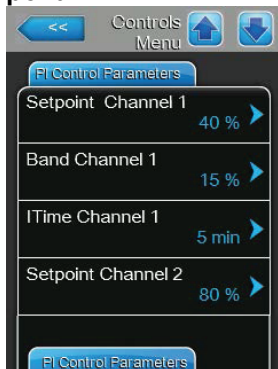 << Controls
Menu
PI Control Parameters
Setpoint Channel 1
40 %
Band Channel 1
15 %
ITime Channel 1
5 min
Setpoint Channel 2
80 %
PI Control Parameters